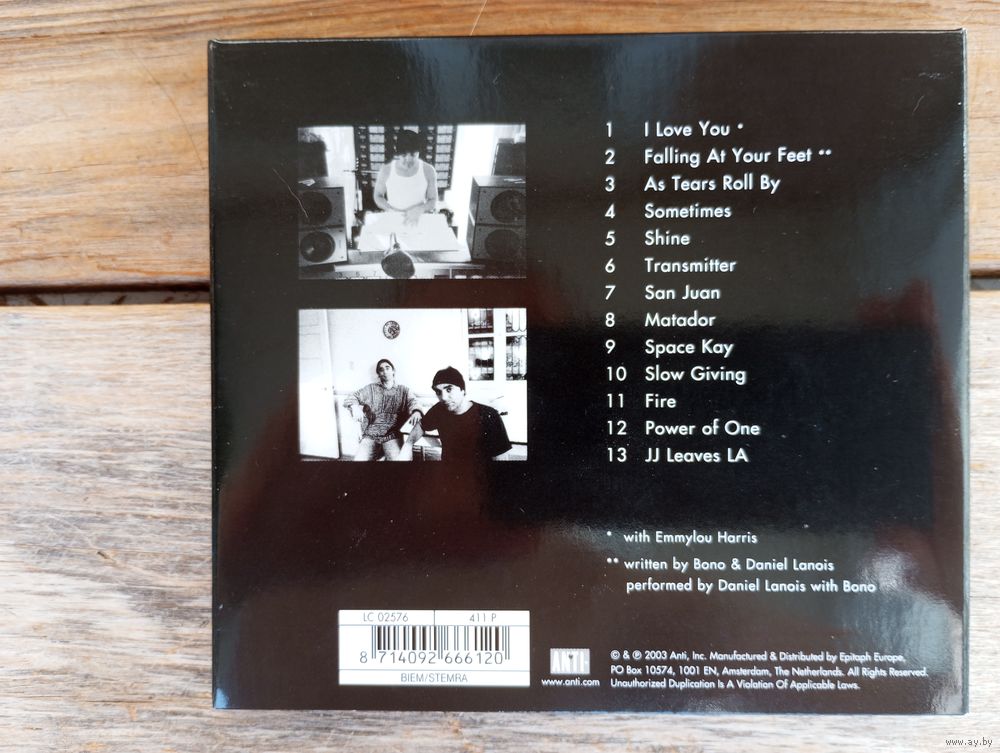 1 I Love You *
2 Falling At Your Feet **
3 As Tears Roll By
4 Sometimes
5 Shine
6 Transmitter
7 San Juan
8 Matador
9 Space Kay
10 Slow Giving
11 Fire
12 Power of One
13 JJ Leaves LA
* with Emmylou Harris
** written by Bono & Daniel Lanois
performed by Daniel Lanois with Bono
LC 02576 411 P
8 714092 666120
BIEM/STEMRA
ANTI-
www.anti.com
© & ℗ 2003 Anti, Inc. Manufactured & Distributed by Epitaph Europe,
PO Box 10574, 1001 EN, Amsterdam, The Netherlands. All Rights Reserved.
Unauthorized Duplication Is A Violation Of Applicable Laws.
www.ay.by